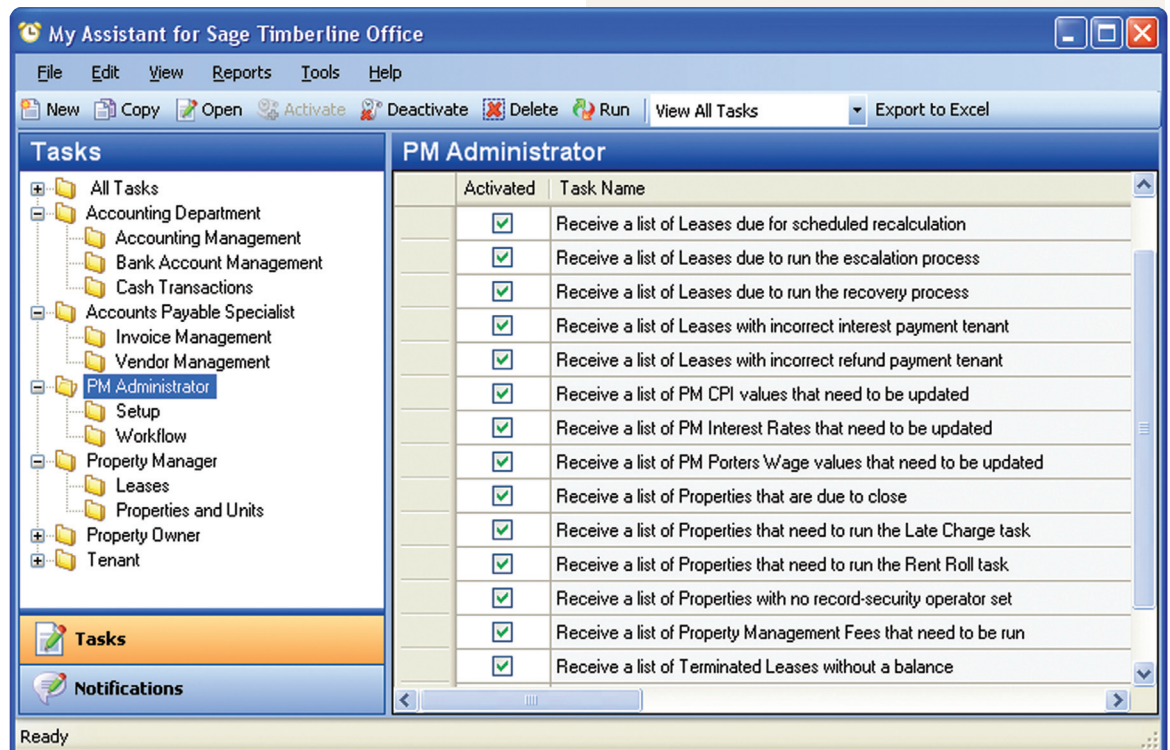 My Assistant for Sage Timberline Office
File Edit View Reports Tools Help
New Copy Open Activate Deactivate Delete Run View All Tasks Export to Excel
Tasks
All Tasks
Accounting Department
Accounting Management
Bank Account Management
Cash Transactions
Accounts Payable Specialist
Invoice Management
Vendor Management
PM Administrator
Setup
Workflow
Property Manager
Leases
Properties and Units
Property Owner
Tenant
Tasks
Notifications
PM Administrator
Activated Task Name
Receive a list of Leases due for scheduled recalculation
Receive a list of Leases due to run the escalation process
Receive a list of Leases due to run the recovery process
Receive a list of Leases with incorrect interest payment tenant
Receive a list of Leases with incorrect refund payment tenant
Receive a list of PM CPI values that need to be updated
Receive a list of PM Interest Rates that need to be updated
Receive a list of PM Porters Wage values that need to be updated
Receive a list of Properties that are due to close
Receive a list of Properties that need to run the Late Charge task
Receive a list of Properties that need to run the Rent Roll task
Receive a list of Properties with no record-security operator set
Receive a list of Property Management Fees that need to be run
Receive a list of Terminated Leases without a balance
Ready